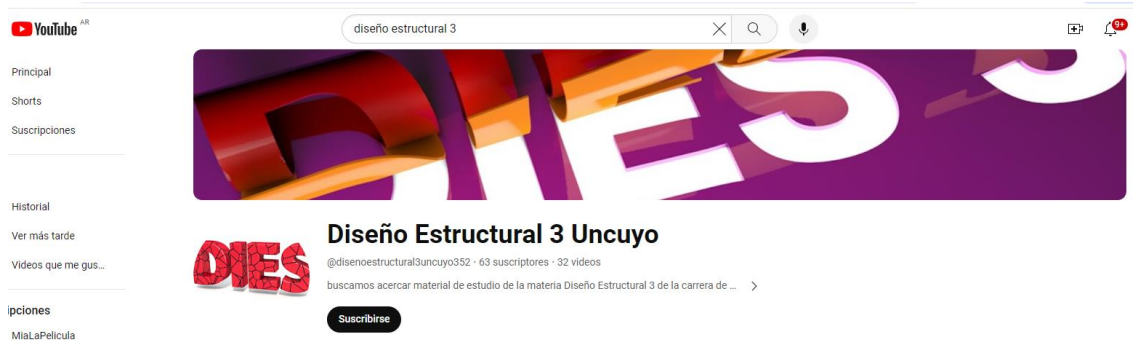 YouTube AR
diseño estructural 3
9+
Principal
Shorts
Suscripciones
Historial
Ver más tarde
Videos que me gus...
ipciones
MiaLaPelicula
DIES 3
DIES
Diseño Estructural 3 Uncuyo
@disenoestructural3uncuyo352 · 63 suscriptores · 32 videos
buscamos acercar material de estudio de la materia Diseño Estructural 3 de la carrera de ...
Suscribirse